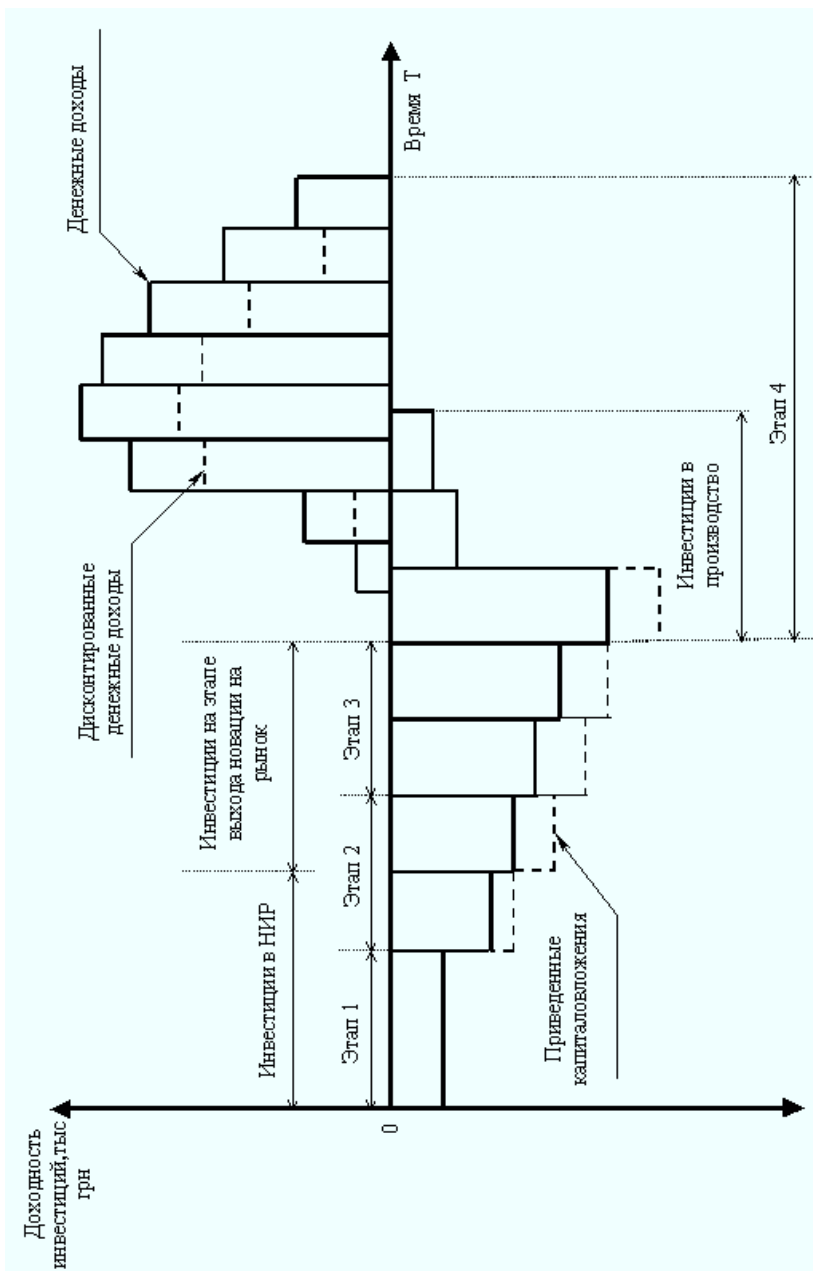 Доходность
инвестиций,тыс
грн
Денежные доходы
Дисконтированные
денежные доходы
Инвестиции на этапе
выхода новации на
рынок
Инвестиции в НИР
Этап 1
Этап 2
Этап 3
0
Время T
Приведенные
капиталовложения
Инвестиции в
производство
Этап 4